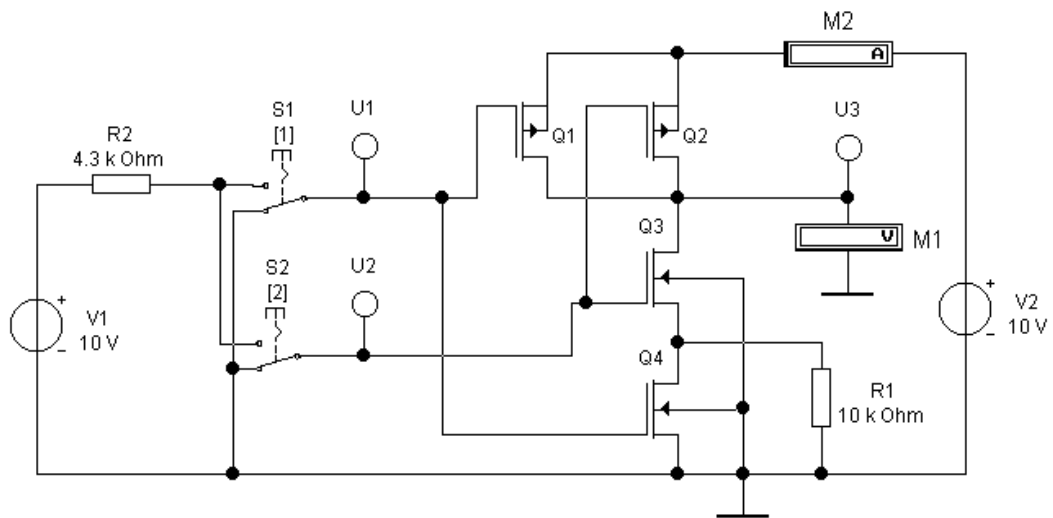 M2
A
S1
[1]
U1
U3
R2
4.3 k Ohm
Q1
Q2
Q3
V
M1
S2
[2]
U2
+
V1
10 V
−
+
V2
10 V
−
Q4
R1
10 k Ohm